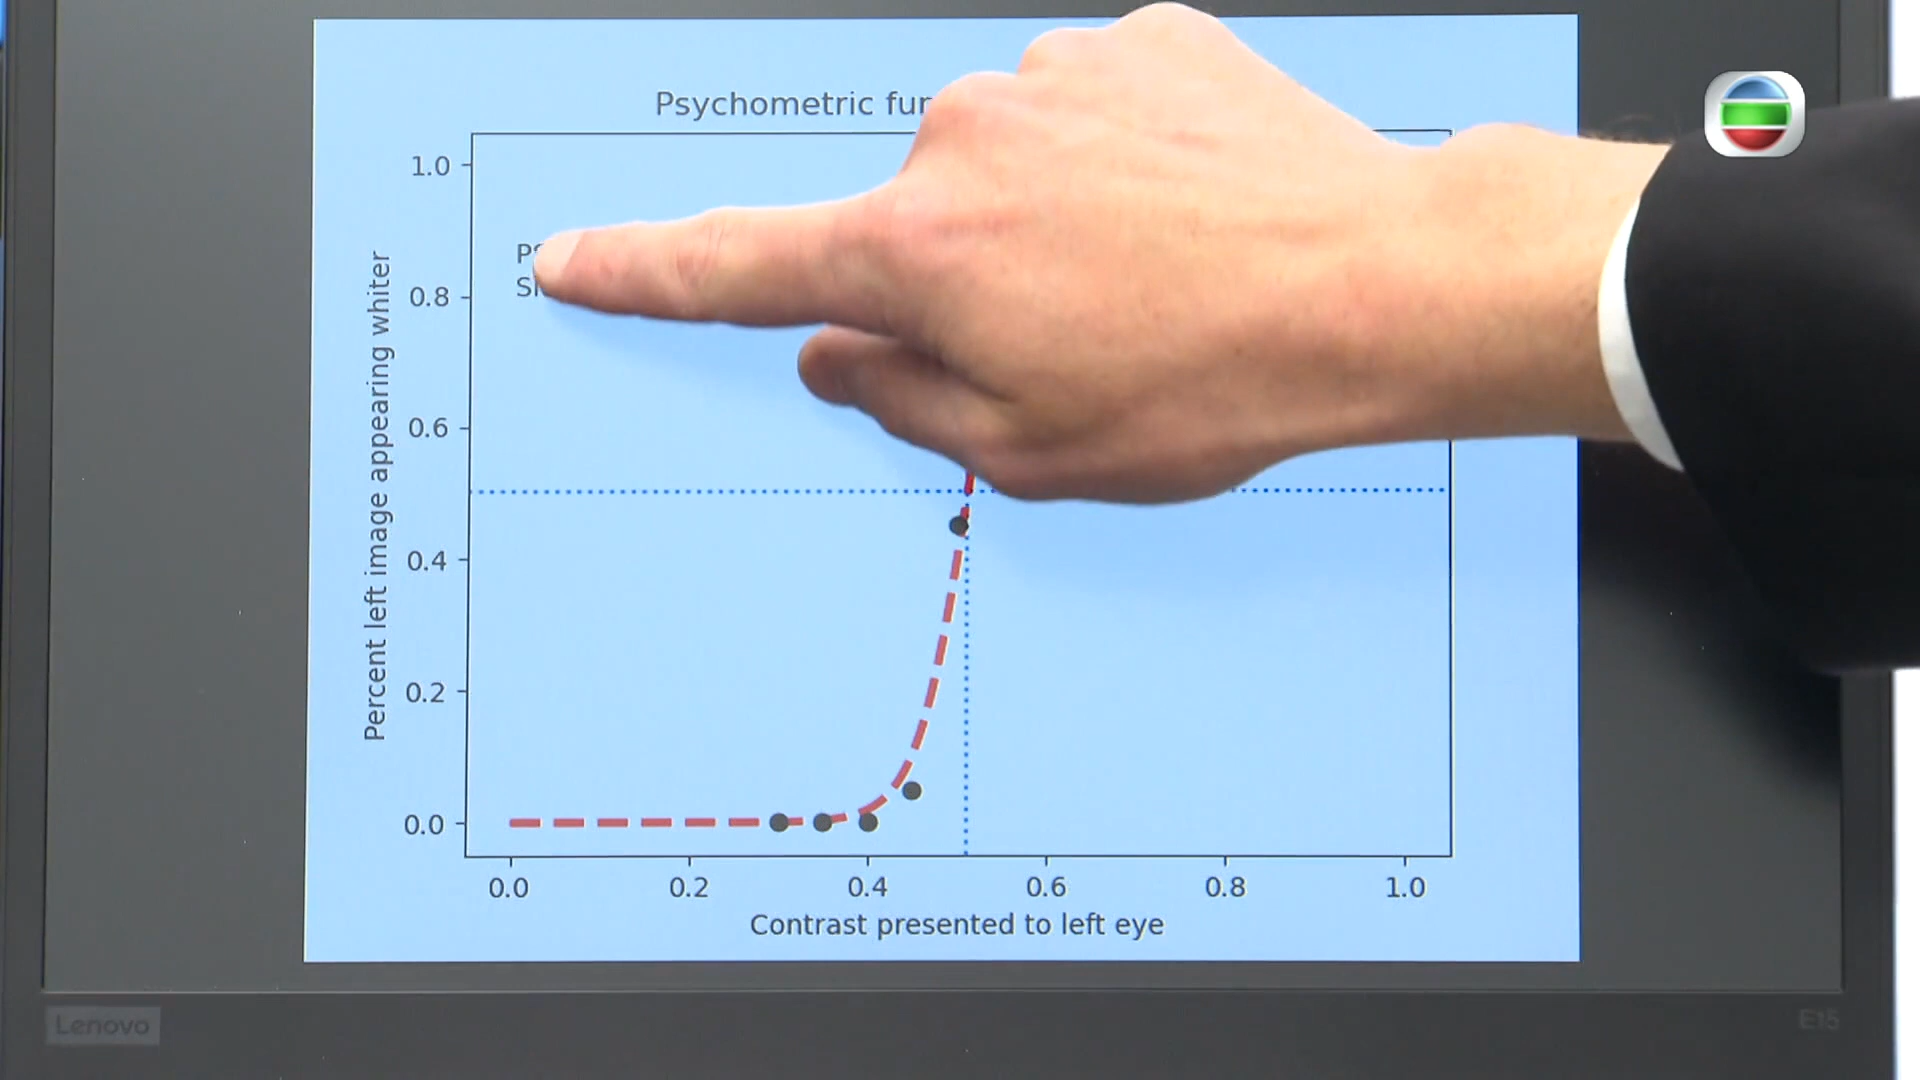 Psychometric
1.0
0.8
0.6
0.4
0.2
0.0
Percent left image appearing whiter
0.0 0.2 0.4 0.6 0.8 1.0
Contrast presented to left eye
Lenovo
E15